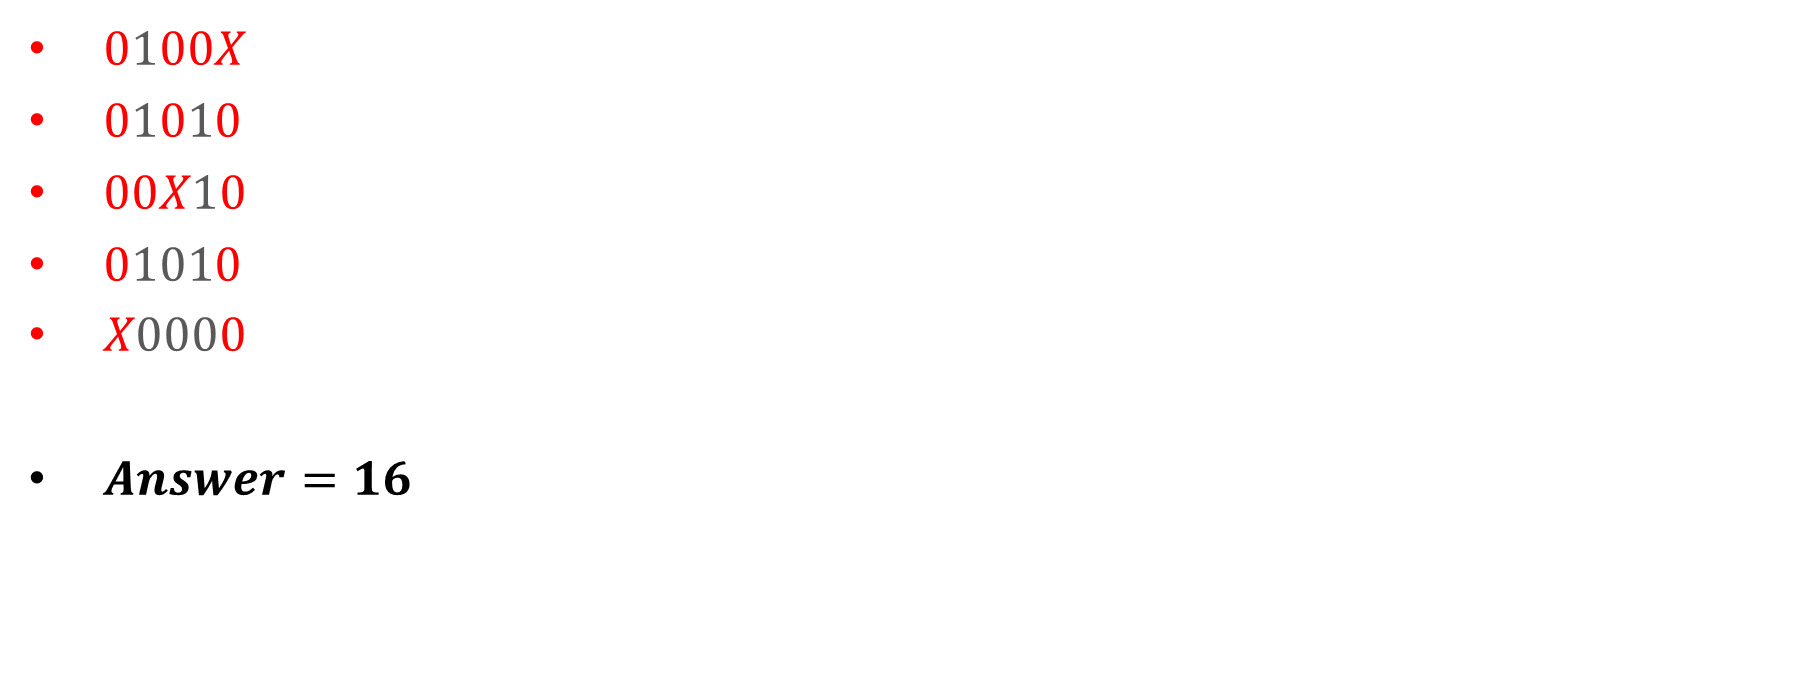 • 0100X
• 01010
• 00X10
• 01010
• X0000
• Answer = 16